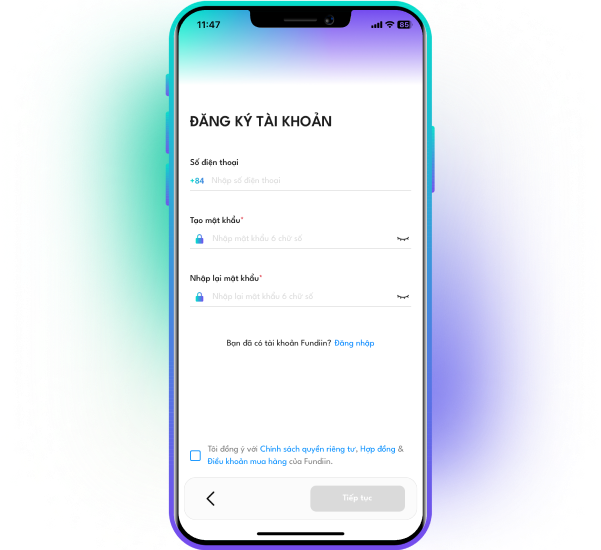 11:47
86
ĐĂNG KÝ TÀI KHOẢN
Số điện thoại
+84 Nhập số điện thoại
Tạo mật khẩu*
Nhập mật khẩu 6 chữ số
Nhập lại mật khẩu*
Nhập lại mật khẩu 6 chữ số
Bạn đã có tài khoản Fundiin? Đăng nhập
Tôi đồng ý với Chính sách quyền riêng tư, Hợp đồng &
Điều khoản mua hàng của Fundiin.
Tiếp tục